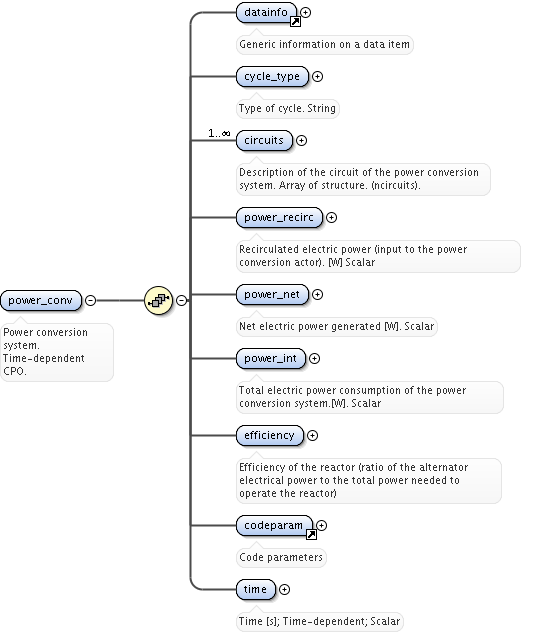 datainfo
Generic information on a data item
cycle_type
Type of cycle. String
1..∞
circuits
Description of the circuit of the power conversion
system. Array of structure. (ncircuits).
power_recirc
Recirculated electric power (input to the power
conversion actor). [W] Scalar
power_conv
Power conversion
system.
Time-dependent
CPO.
power_net
Net electric power generated [W]. Scalar
power_int
Total electric power consumption of the power
conversion system.[W]. Scalar
efficiency
Efficiency of the reactor (ratio of the alternator
electrical power to the total power needed to
operate the reactor)
codeparam
Code parameters
time
Time [s]; Time-dependent; Scalar